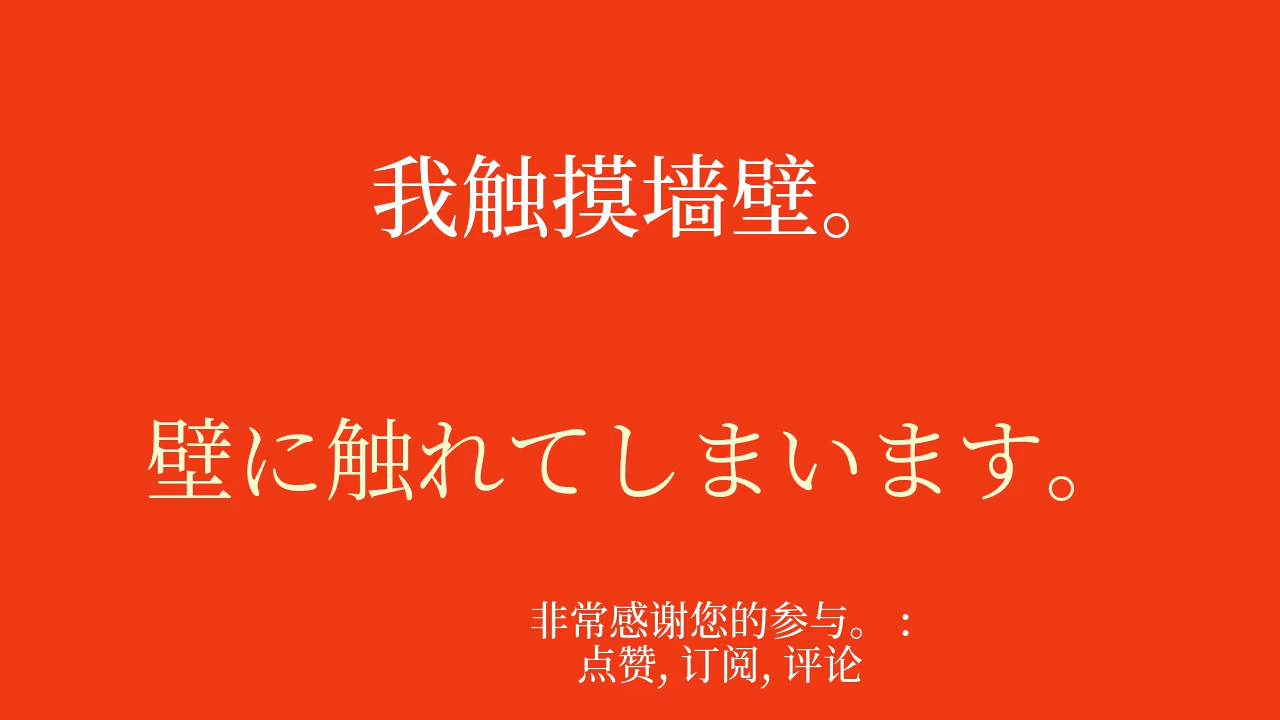 我触摸墙壁。
壁に触れてしまいます。
非常感谢您的参与。 :
点赞, 订阅, 评论